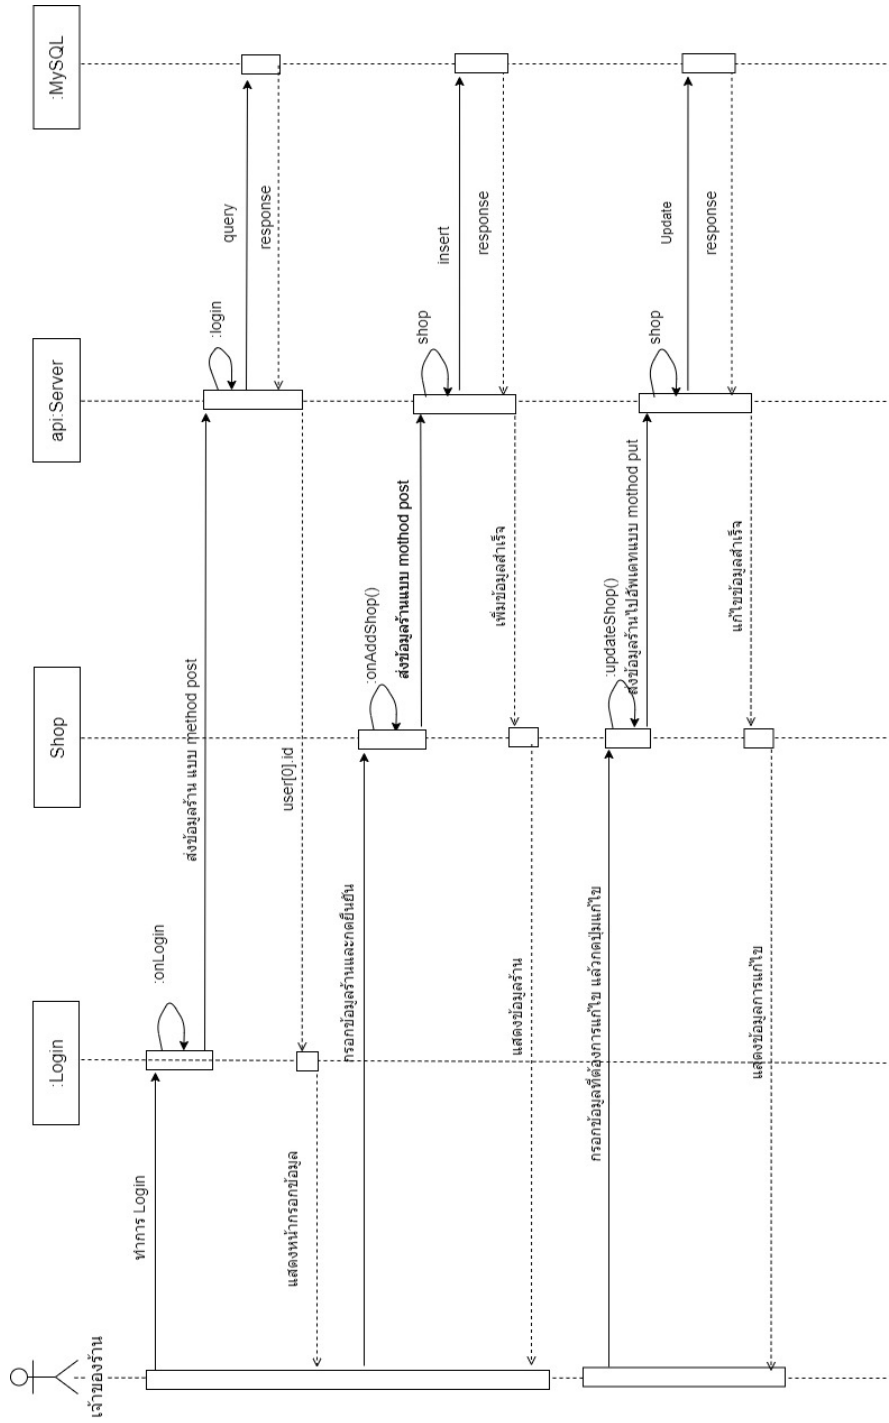 เจ้าของร้าน
:Login
Shop
api:Server
:MySQL
ทำการ Login
:onLogin
ส่งข้อมูลร้าน แบบ method post
:login
query
response
user[0].id
แสดงหน้ากรอกข้อมูล
กรอกข้อมูลร้านและกดยืนยัน
:onAddShop()
ส่งข้อมูลร้านแบบ mothod post
shop
insert
response
เพิ่มข้อมูลสำเร็จ
แสดงข้อมูลร้าน
กรอกข้อมูลที่ต้องการแก้ไข แล้วกดปุ่มแก้ไข
:updateShop()
ส่งข้อมูลร้านไปอัพเดทแบบ mothod put
shop
Update
response
แก้ไขข้อมูลสำเร็จ
แสดงข้อมูลการแก้ไข